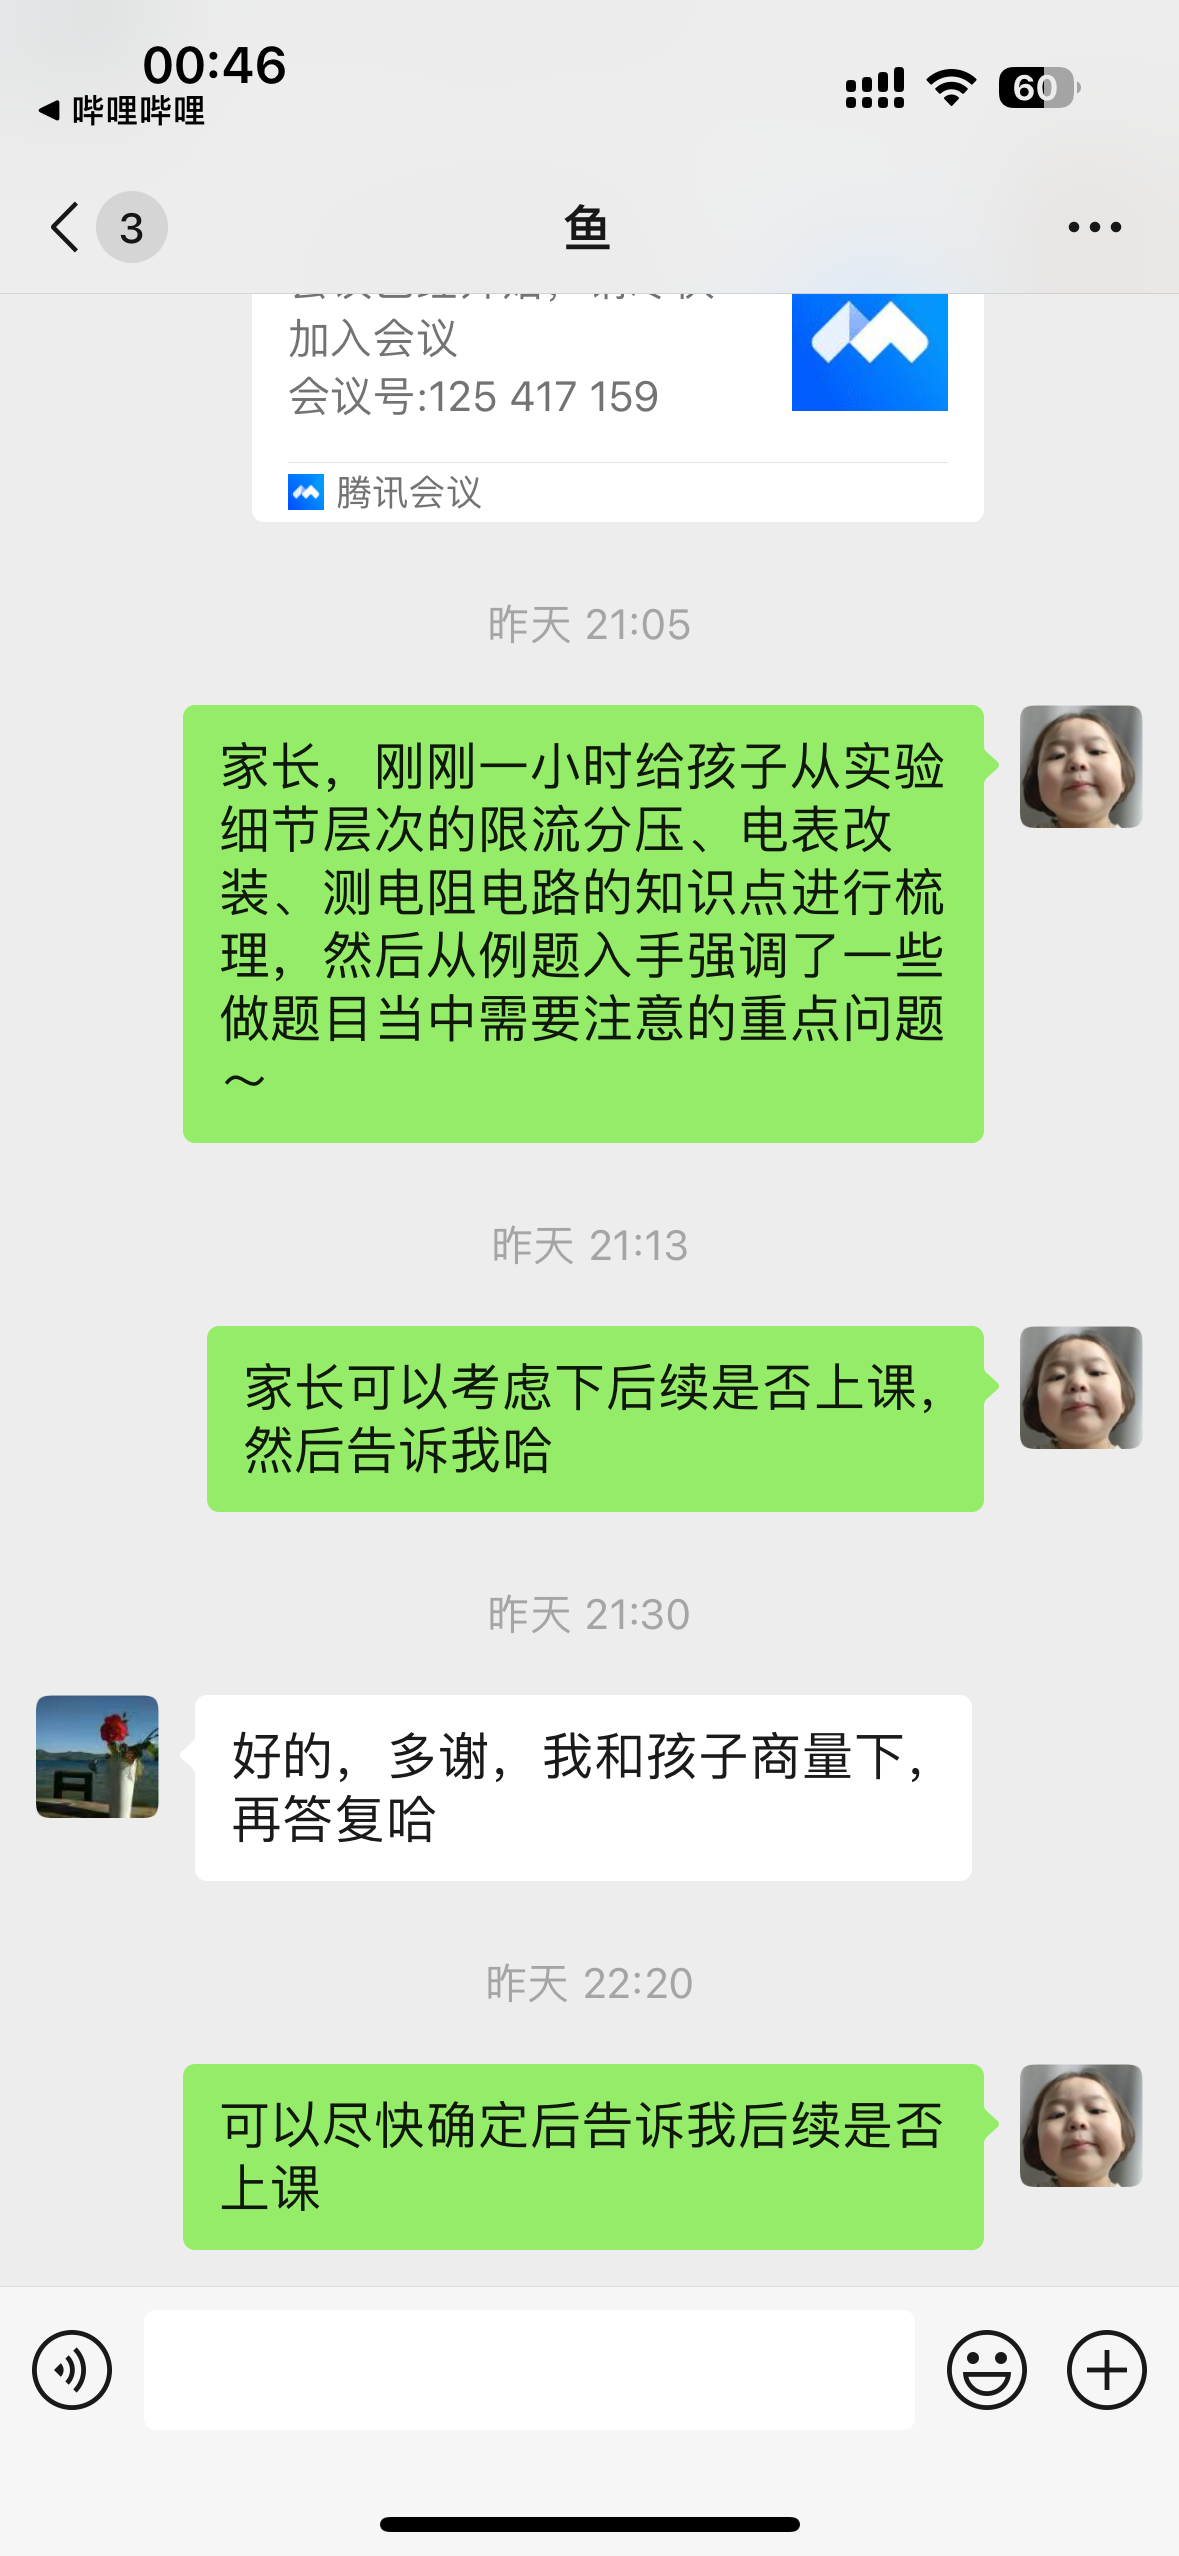 00:46
哔哩哔哩
60
3
鱼
加入会议
会议号:125 417 159
腾讯会议
昨天 21:05
家长，刚刚一小时给孩子从实验
细节层次的限流分压、电表改
装、测电阻电路的知识点进行梳
理，然后从例题入手强调了一些
做题目当中需要注意的重点问题
～
昨天 21:13
家长可以考虑下后续是否上课，
然后告诉我哈
昨天 21:30
好的，多谢，我和孩子商量下，
再答复哈
昨天 22:20
可以尽快确定后告诉我后续是否
上课